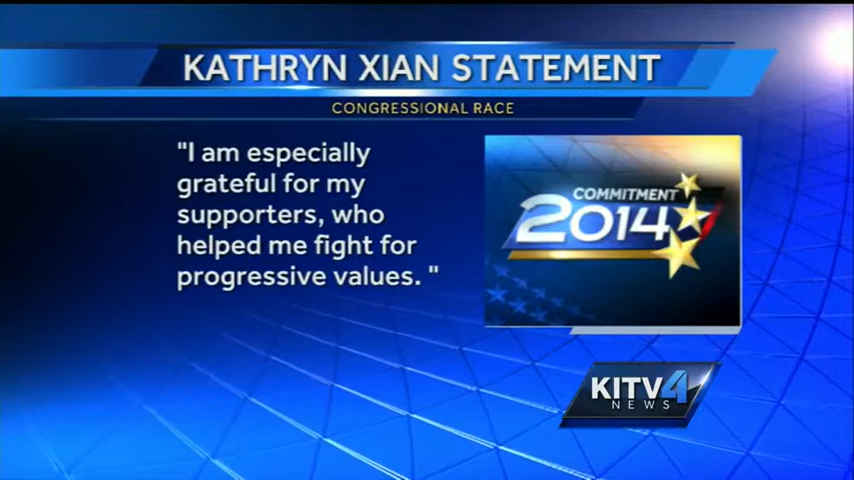 KATHRYN XIAN STATEMENT
CONGRESSIONAL RACE
"I am especially
grateful for my
supporters, who
helped me fight for
progressive values. "
COMMITMENT
2014
KITV4
NEWS